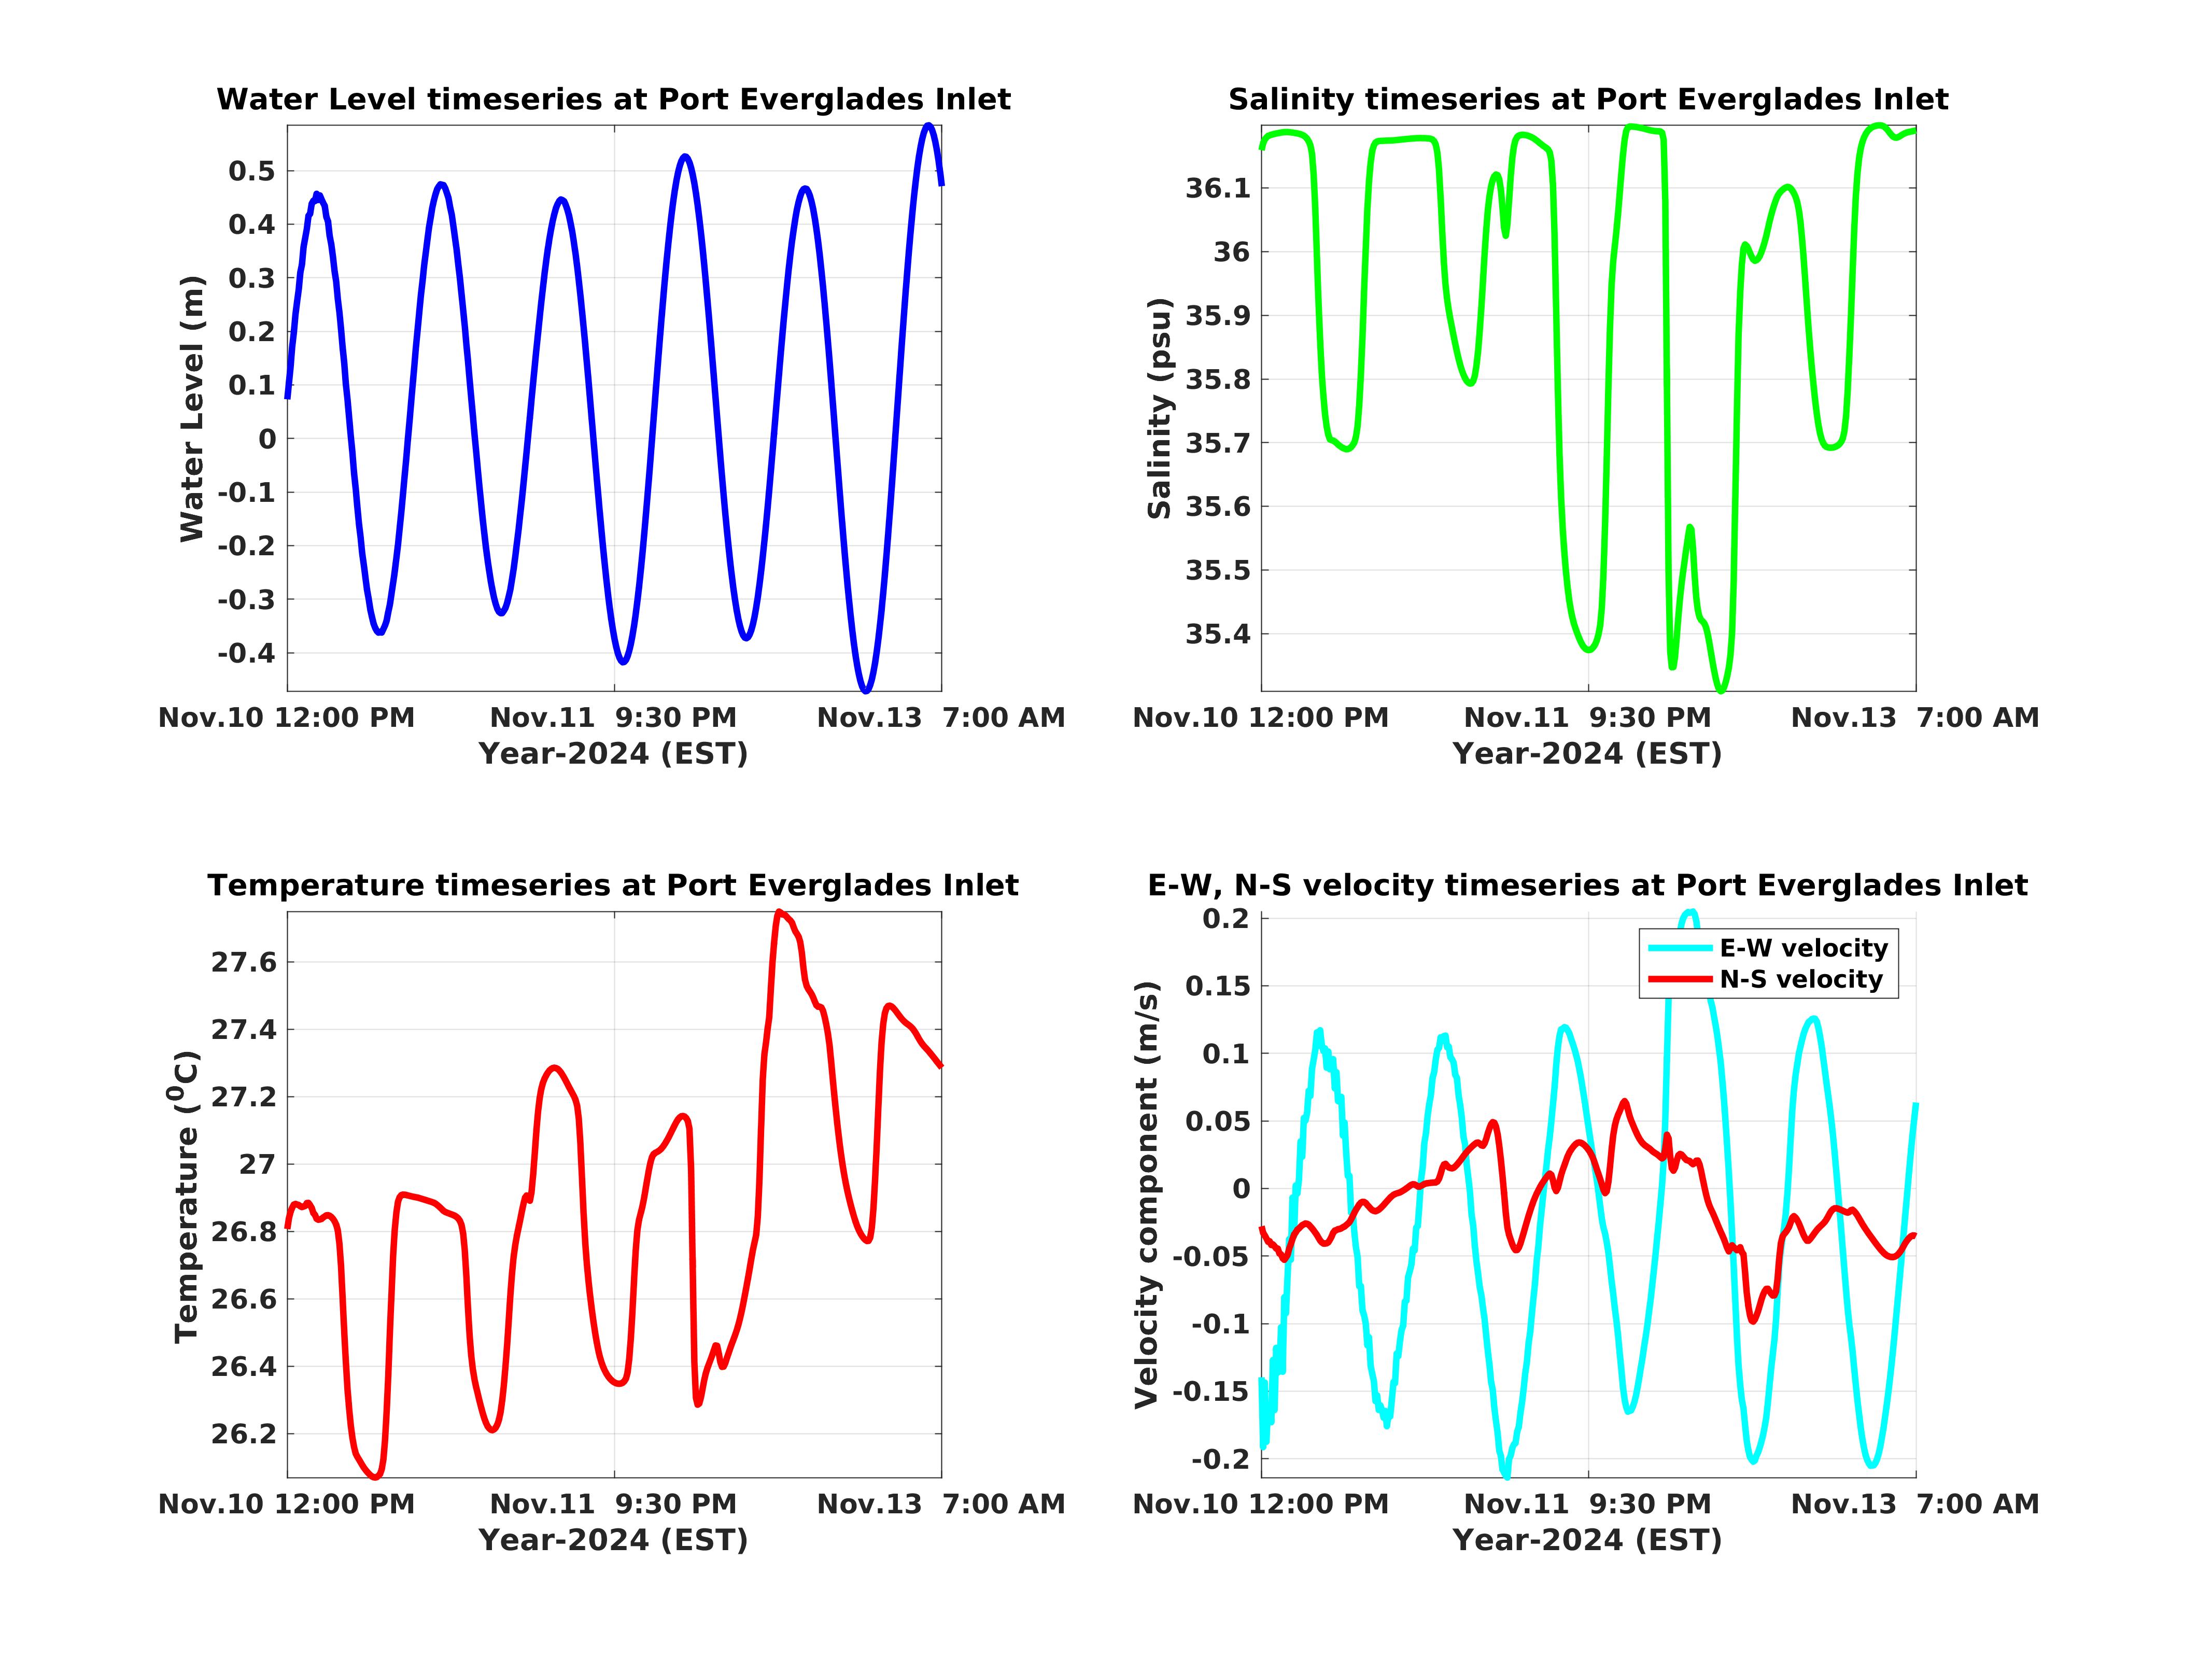 Water Level timeseries at Port Everglades Inlet
Water Level (m)
0.5
0.4
0.3
0.2
0.1
0
-0.1
-0.2
-0.3
-0.4
Nov.10 12:00 PM Nov.11 9:30 PM Nov.13 7:00 AM
Year-2024 (EST)
Salinity timeseries at Port Everglades Inlet
Salinity (psu)
36.1
36
35.9
35.8
35.7
35.6
35.5
35.4
Nov.10 12:00 PM Nov.11 9:30 PM Nov.13 7:00 AM
Year-2024 (EST)
Temperature timeseries at Port Everglades Inlet
Temperature (⁰C)
27.6
27.4
27.2
27
26.8
26.6
26.4
26.2
Nov.10 12:00 PM Nov.11 9:30 PM Nov.13 7:00 AM
Year-2024 (EST)
E-W, N-S velocity timeseries at Port Everglades Inlet
Velocity component (m/s)
0.2
0.15
0.1
0.05
0
-0.05
-0.1
-0.15
-0.2
E-W velocity
N-S velocity
Nov.10 12:00 PM Nov.11 9:30 PM Nov.13 7:00 AM
Year-2024 (EST)